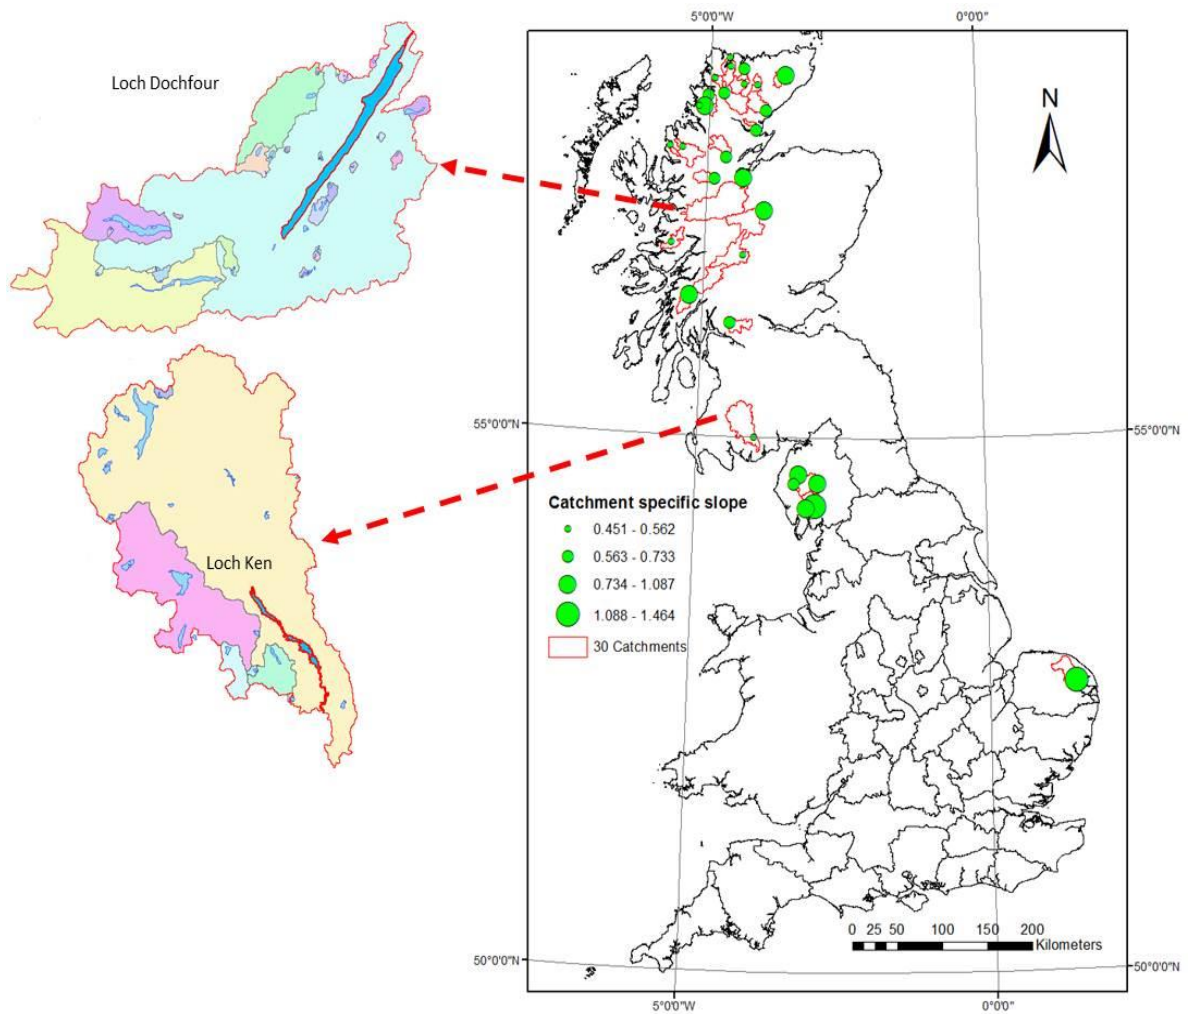 5°0'0"W 0°0'0"
Loch Dochfour
N
55°0'0"N 55°0'0"N
Catchment specific slope
0.451 - 0.562
0.563 - 0.733
0.734 - 1.087
1.088 - 1.464
30 Catchments
Loch Ken
0 25 50 100 150 200
Kilometers
50°0'0"N 50°0'0"N
5°0'0"W 0°0'0"